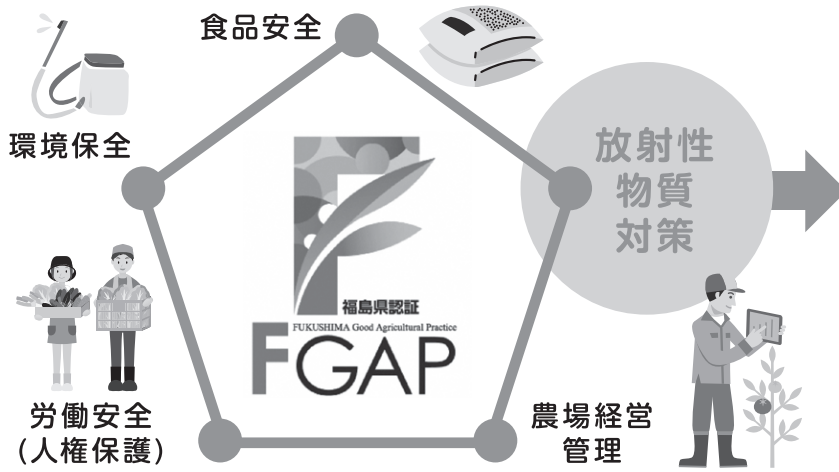 食品安全
環境保全
放射性
物質
対策
福島県認証
FUKUSHIMA Good Agricultural Practice
FGAP
労働安全
(人権保護)
農場経営
管理